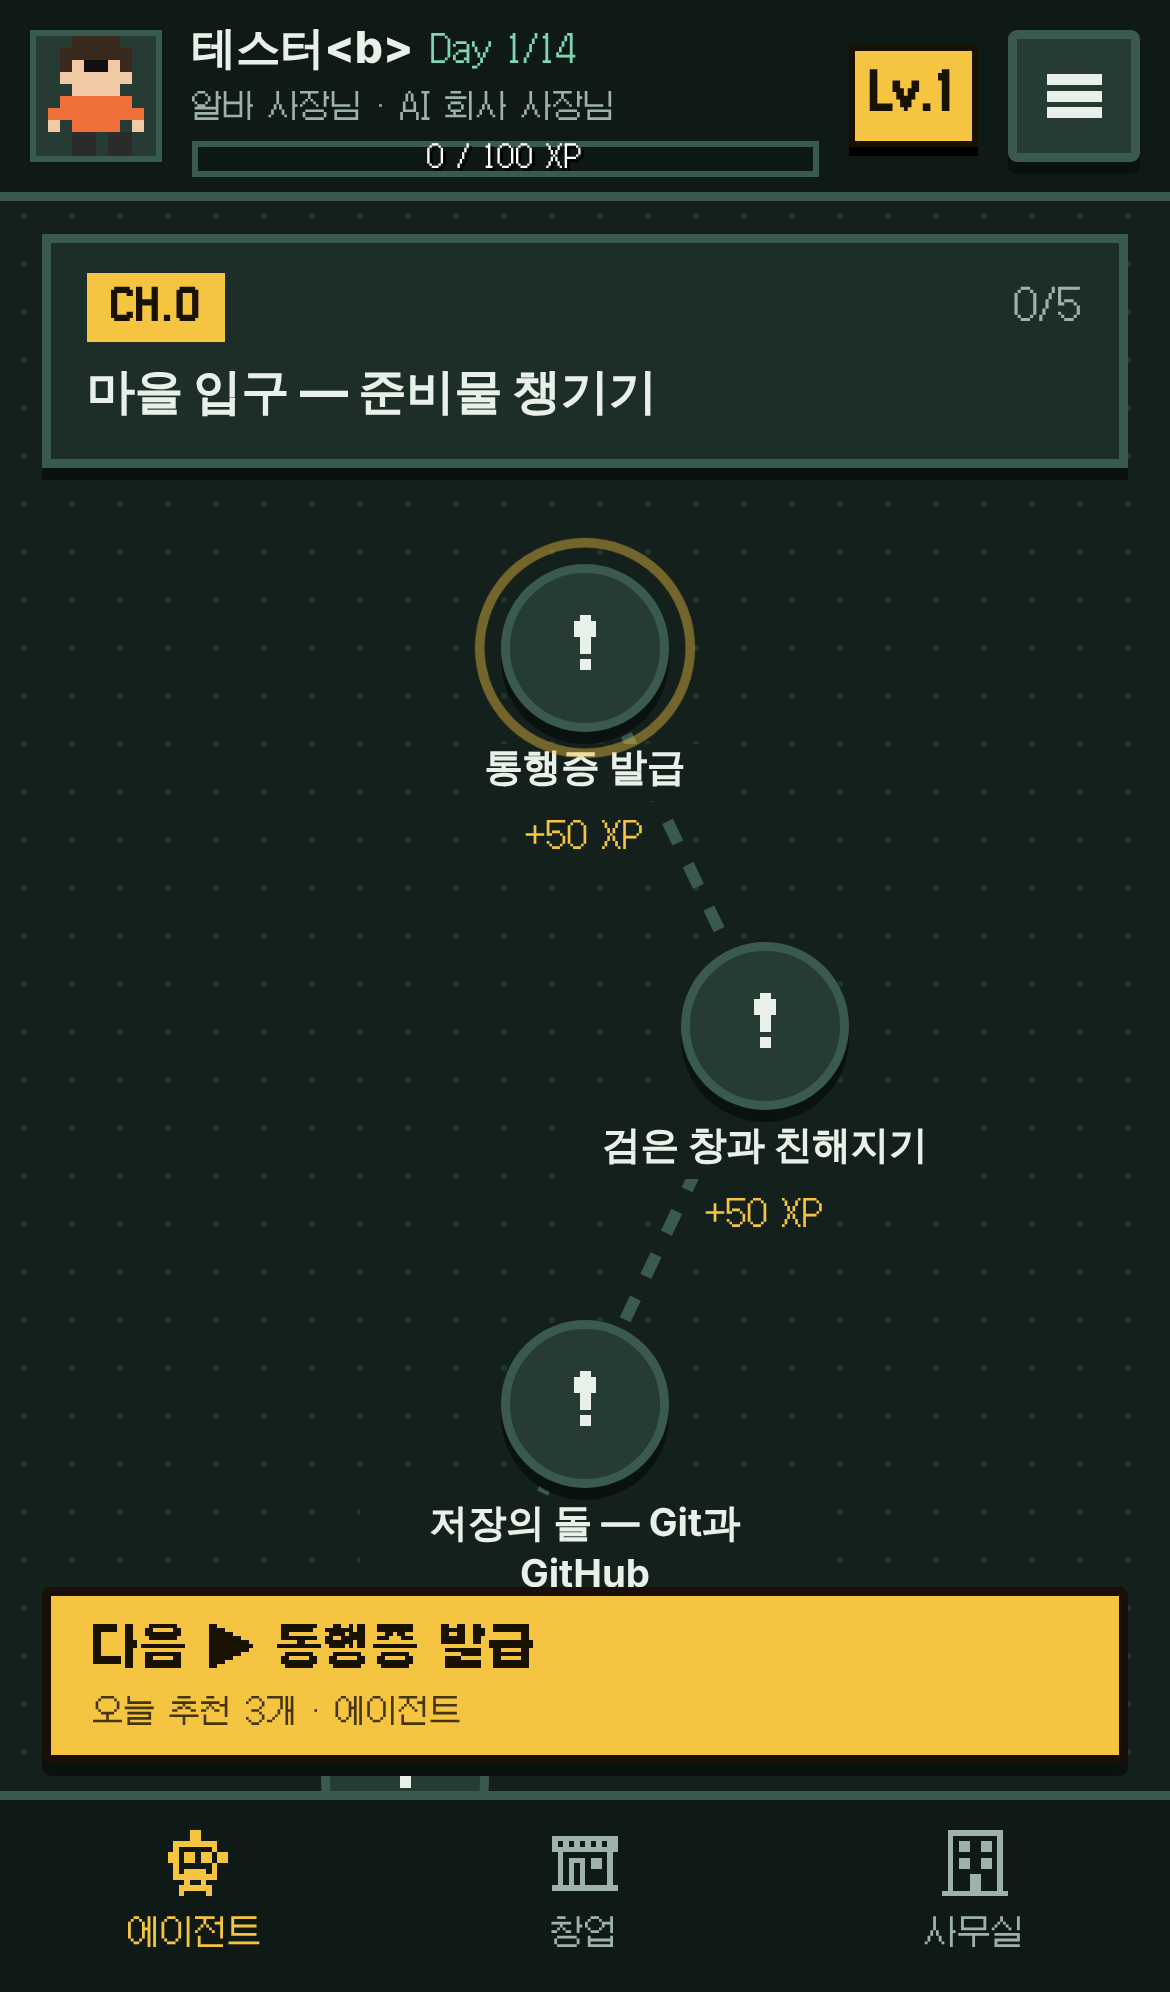 테스터<b> Day 1/14
알바 사장님 · AI 회사 사장님
0 / 100 XP
Lv.1
CH.0
0/5
마을 입구 — 준비물 챙기기
!
통행증 발급
+50 XP
!
검은 창과 친해지기
+50 XP
!
저장의 돌 — Git과
GitHub
다음 ▶ 통행증 발급
오늘 추천 3개 · 에이전트
에이전트
창업
사무실